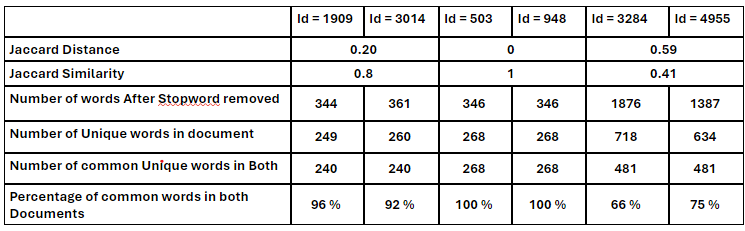 Id = 1909 Id = 3014 Id = 503 Id = 948 Id = 3284 Id = 4955
Jaccard Distance 0.20 0 0.59
Jaccard Similarity 0.8 1 0.41
Number of words After Stopword removed 344 361 346 346 1876 1387
Number of Unique words in document 249 260 268 268 718 634
Number of common Unique words in Both 240 240 268 268 481 481
Percentage of common words in both
Documents 96 % 92 % 100 % 100 % 66 % 75 %